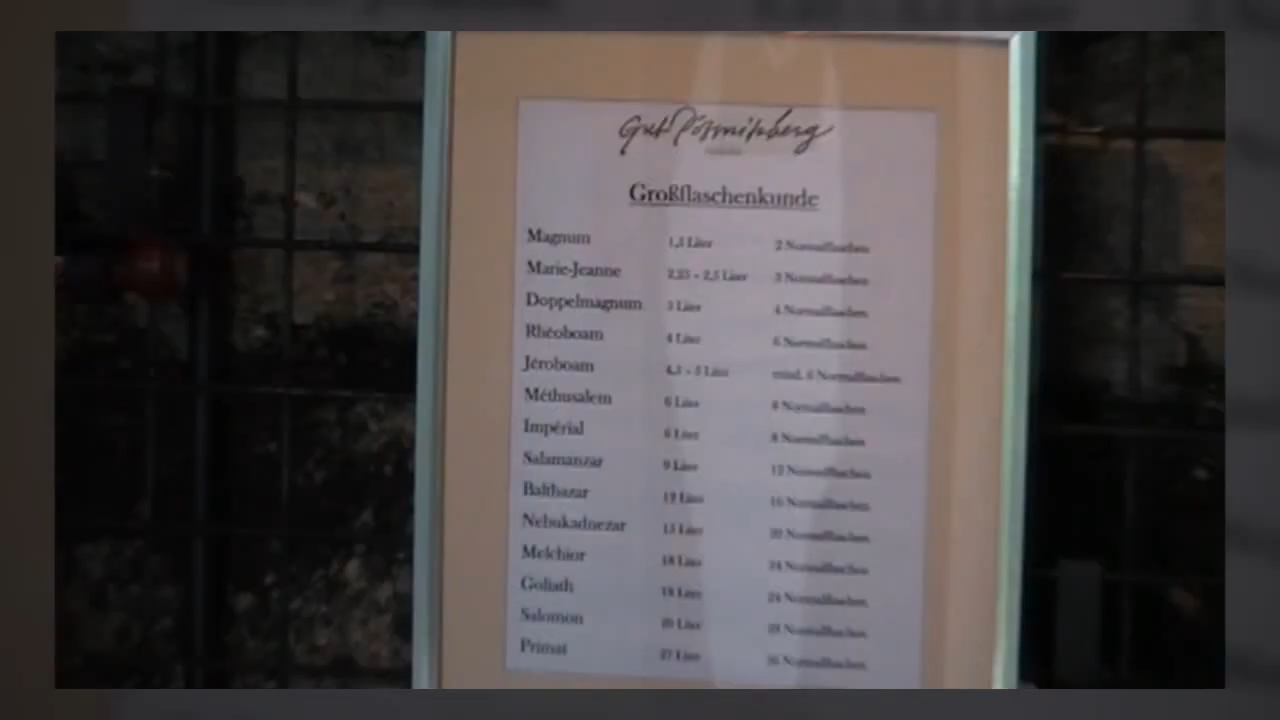 Gut
Großflaschenkunde
Magnum 1,5 Liter 2 Normalflaschen
Marie-Jeanne 2,25 - 2,5 Liter 3 Normalflaschen
Doppelmagnum 3 Liter 4 Normalflaschen
Rhéoboam 4 Liter 6 Normalflaschen
Jéroboam 4,5 - 5 Liter mind. 6 Normalflaschen
Méthusalem 6 Liter 8 Normalflaschen
Impérial 6 Liter 8 Normalflaschen
Salamanzar 9 Liter 12 Normalflaschen
Balthazar 12 Liter 16 Normalflaschen
Nebukadnezar 15 Liter 20 Normalflaschen
Melchior 18 Liter 24 Normalflaschen
Goliath 18 Liter 24 Normalflaschen
Salomon 20 Liter 28 Normalflaschen
Primat 27 Liter 36 Normalflaschen